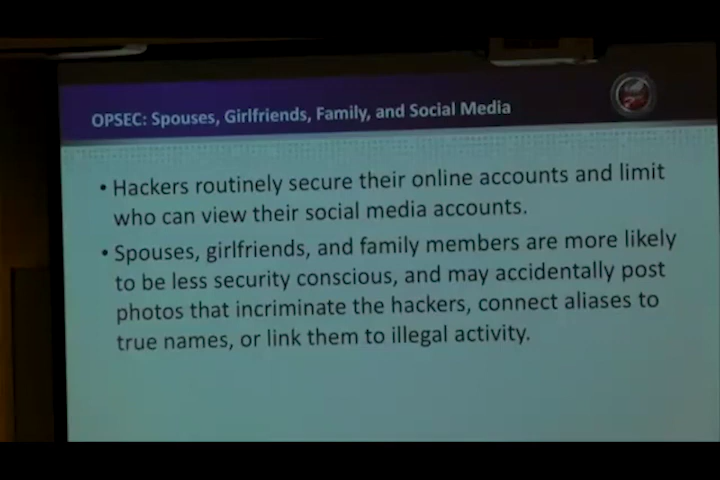 OPSEC: Spouses, Girlfriends, Family, and Social Media
• Hackers routinely secure their online accounts and limit
who can view their social media accounts.
• Spouses, girlfriends, and family members are more likely
to be less security conscious, and may accidentally post
photos that incriminate the hackers, connect aliases to
true names, or link them to illegal activity.